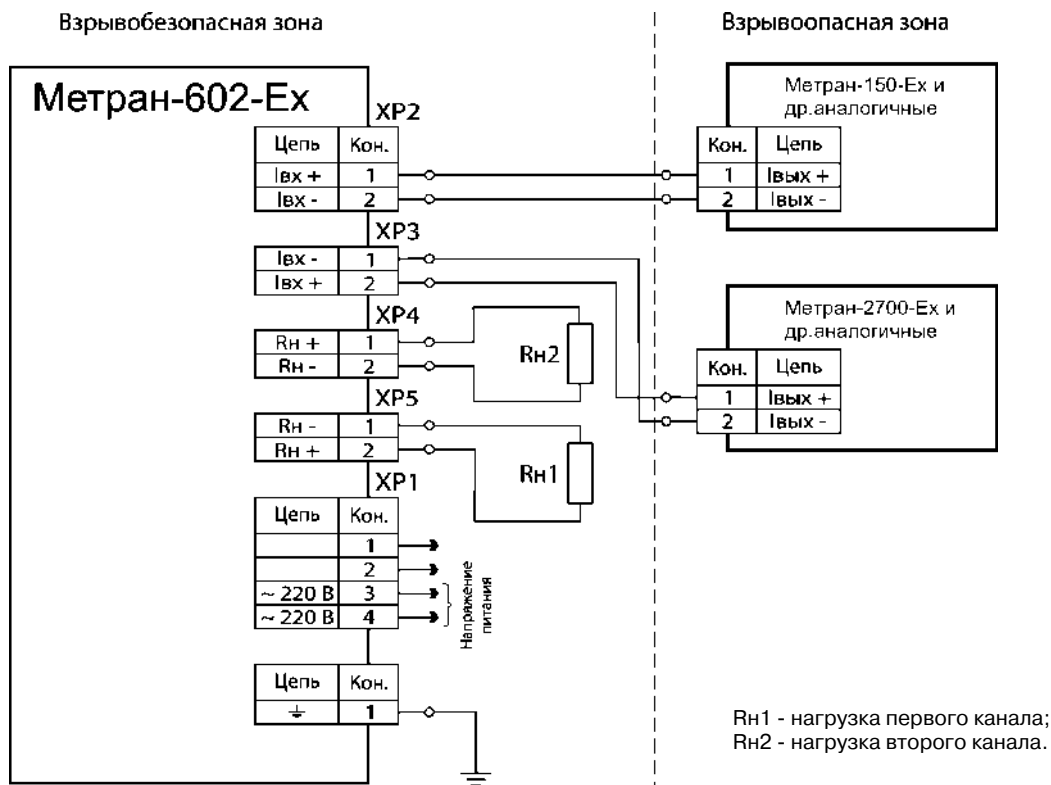 Взрывобезопасная зона
Взрывоопасная зона
Метран-602-Ex
XP2
Цепь Кон.
Iвх + 1
Iвх - 2
XP3
Iвх - 1
Iвх + 2
XP4
Rн + 1
Rн - 2
XP5
Rн - 1
Rн + 2
XP1
Цепь Кон.
1
2
~ 220 В 3
~ 220 В 4
Напряжение
питания
Цепь Кон.
1
Rн2
Rн1
Метран-150-Ex и
др.аналогичные
Кон. Цепь
1 Iвых +
2 Iвых -
Метран-2700-Ex и
др.аналогичные
Кон. Цепь
1 Iвых +
2 Iвых -
Rн1 - нагрузка первого канала;
Rн2 - нагрузка второго канала.